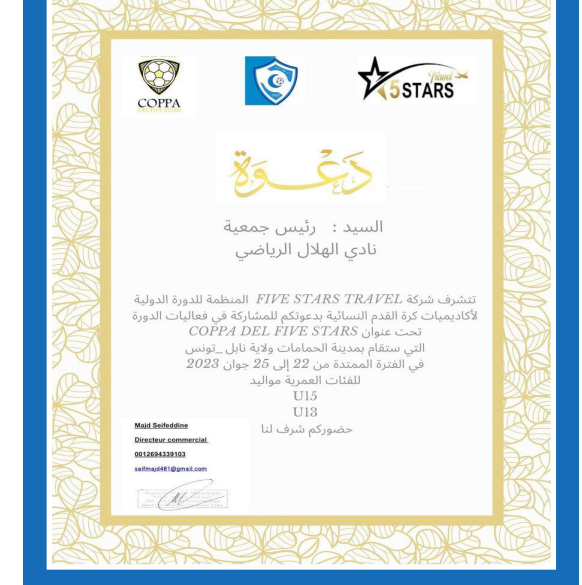 COPPA
DEL FIVE STARS
Travel
5STARS
دَعْوَة
السيد : رئيس جمعية
نادي الهلال الرياضي
تتشرف شركة FIVE STARS TRAVEL المنظمة للدورة الدولية
لأكاديميات كرة القدم النسائية بدعوتكم للمشاركة في فعاليات الدورة
تحت عنوان COPPA DEL FIVE STARS
التي ستقام بمدينة الحمامات ولاية نابل _تونس
في الفترة الممتدة من 22 إلى 25 جوان 2023
للفئات العمرية مواليد
U15
U13
حضوركم شرف لنا
Majd Seifeddine
Directeur commercial
0012694339103
seifmajd481@gmail.com